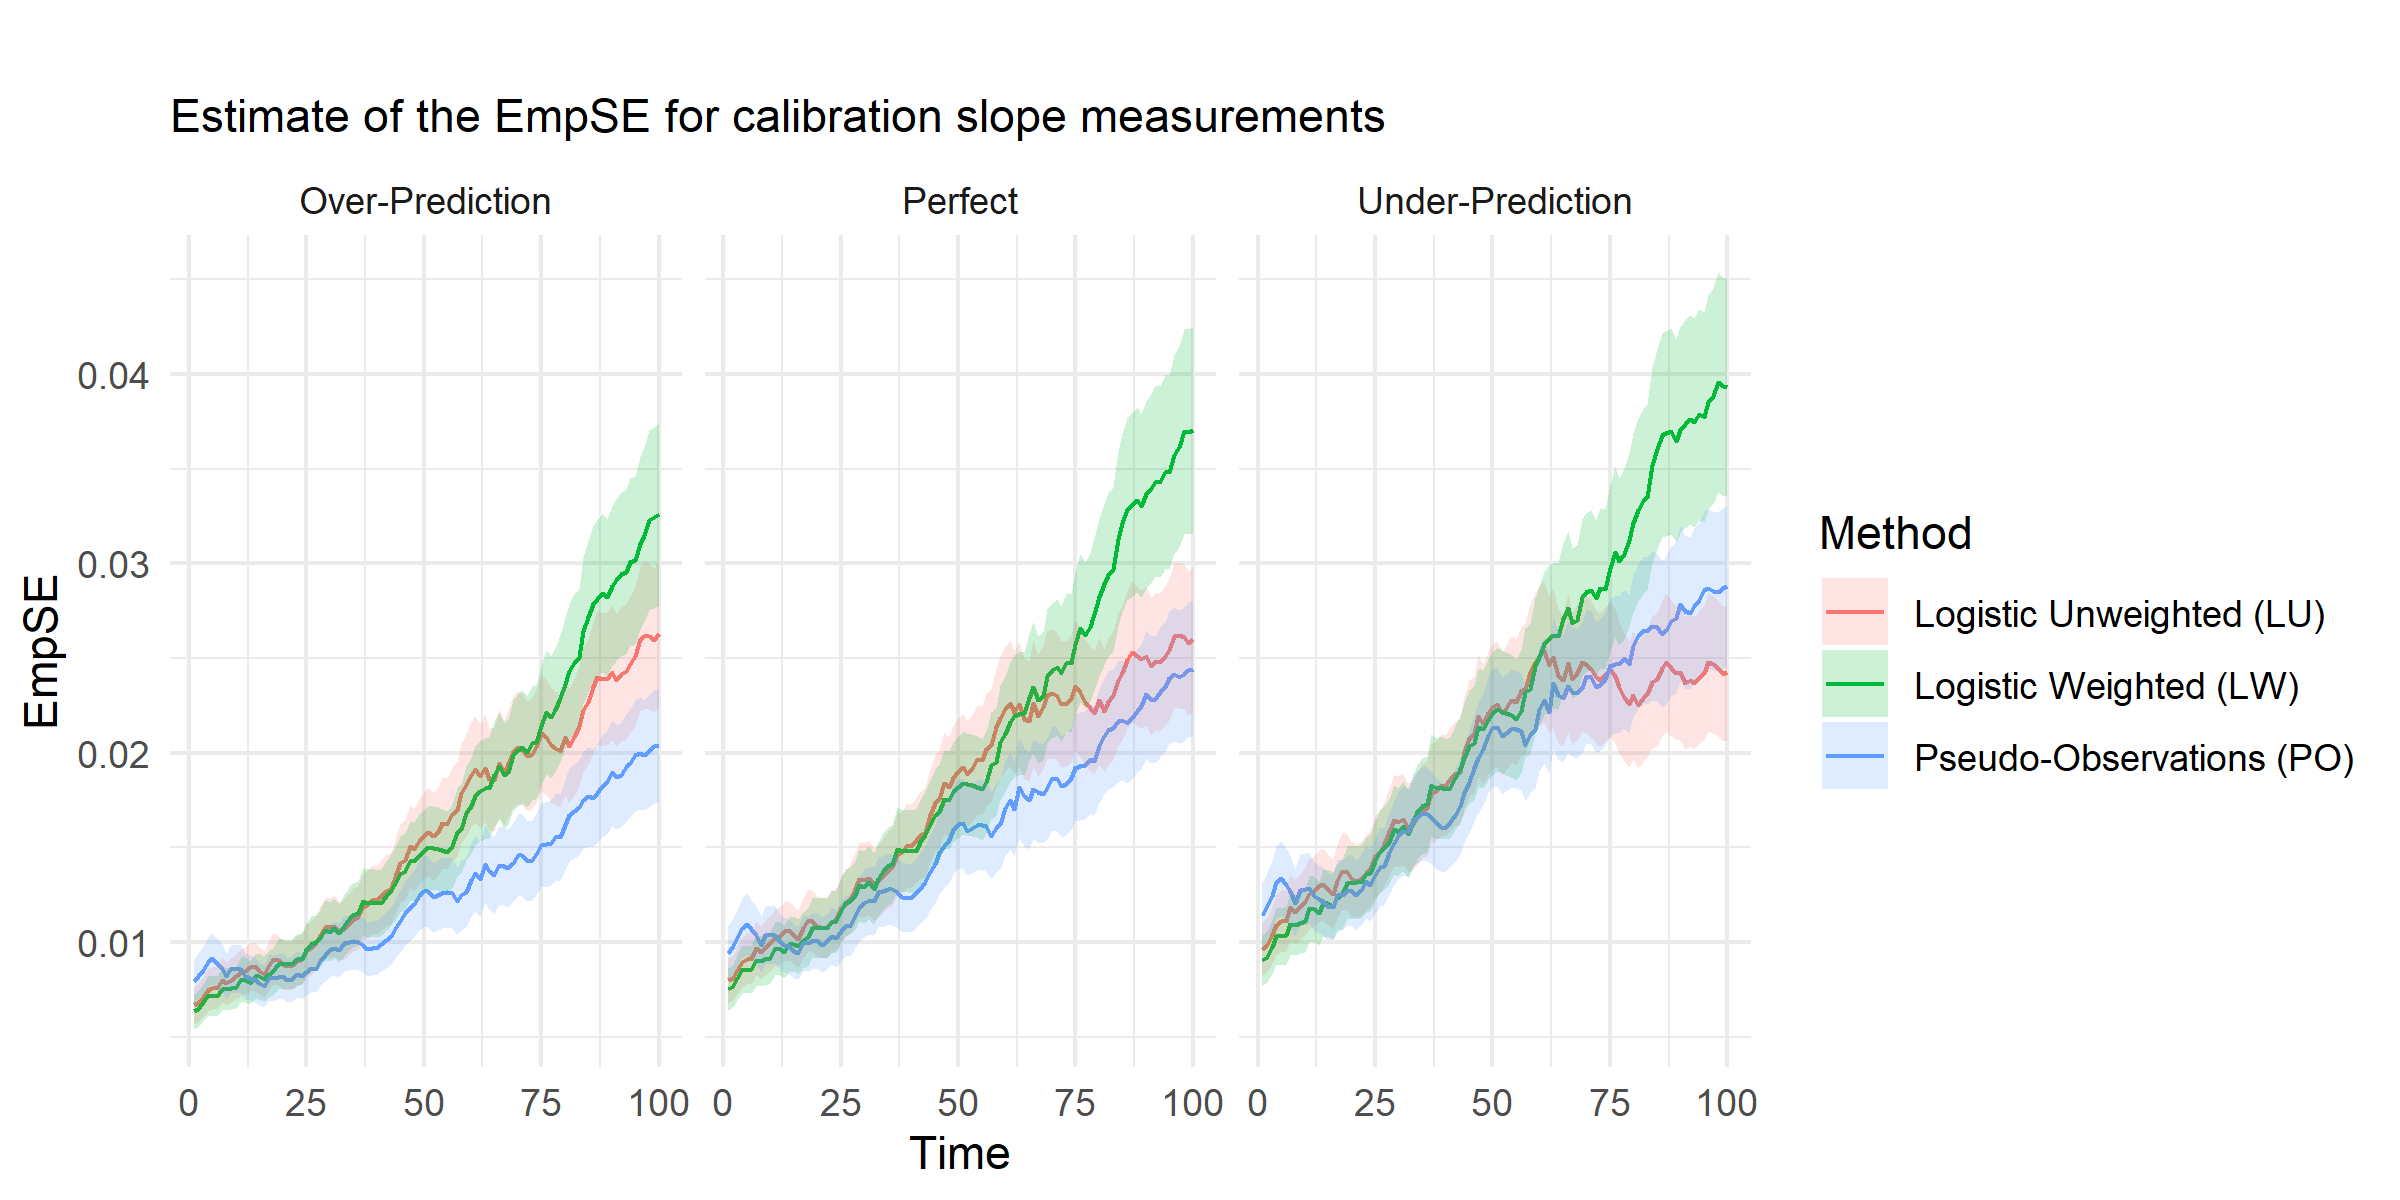 Estimate of the EmpSE for calibration slope measurements
Over-Prediction
Perfect
Under-Prediction
EmpSE
0.04
0.03
0.02
0.01
0 25 50 75 100
0 25 50 75 100
0 25 50 75 100
Time
Method
Logistic Unweighted (LU)
Logistic Weighted (LW)
Pseudo-Observations (PO)